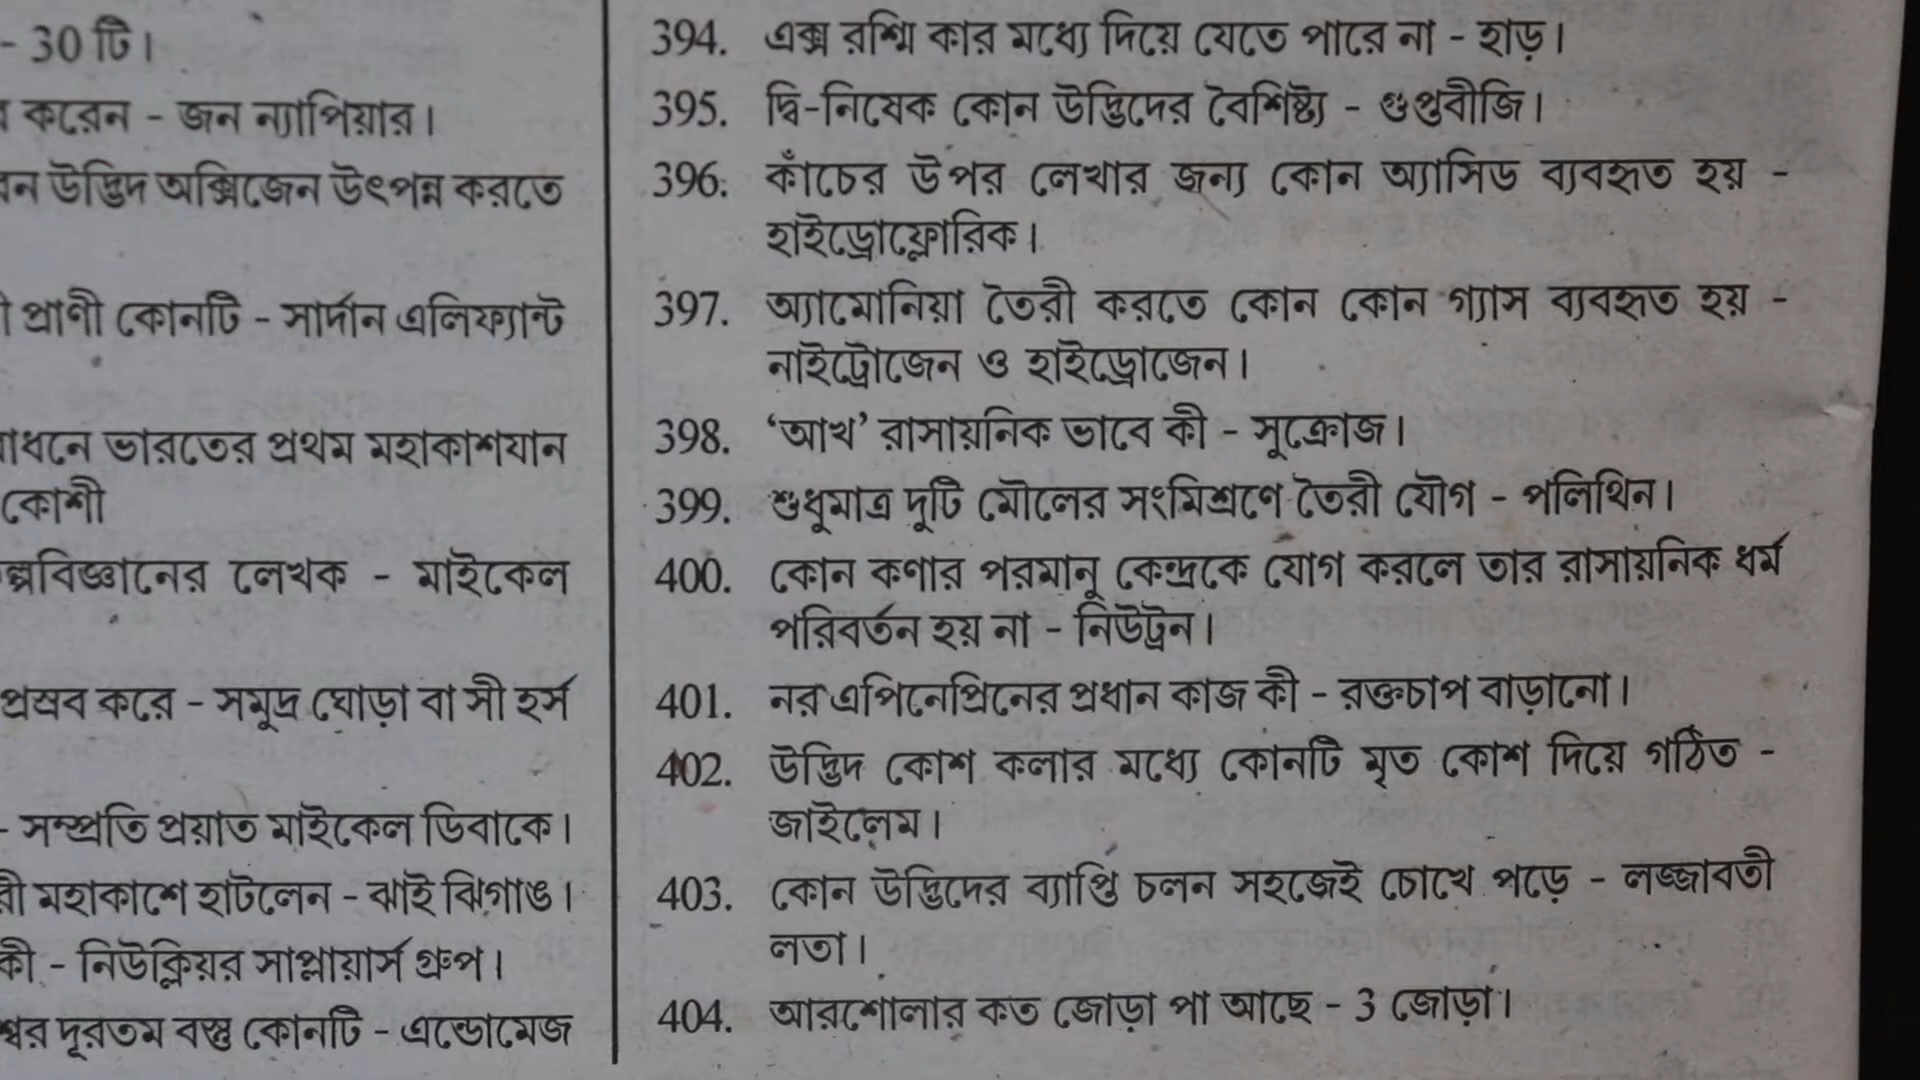 - 30 টি।
করেন - জন ন্যাপিয়ার।
উদ্ভিদ অক্সিজেন উৎপন্ন করতে
প্রাণী কোনটি - সার্দান এলিফ্যান্ট
ভারতের প্রথম মহাকাশযান
কোশী
লেখক - মাইকেল
প্রসব করে - সমুদ্র ঘোড়া বা সী হর্স
- সম্প্রতি প্রয়াত মাইকেল ডিবাকে।
মহাকাশে হাটলেন - ঝাই ঝিগাঙ।
কী - নিউক্লিয়র সাপ্লায়ার্স গ্রুপ।
দূরতম বস্তু কোনটি - এন্ডোমেজ
394. এক্স রশ্মি কার মধ্যে দিয়ে যেতে পারে না - হাড়।
395. দ্বি-নিষেক কোন উদ্ভিদের বৈশিষ্ট্য - গুপ্তবীজি।
396. কাঁচের উপর লেখার জন্য কোন অ্যাসিড ব্যবহৃত হয় -
হাইড্রোফ্লোরিক।
397. অ্যামোনিয়া তৈরী করতে কোন কোন গ্যাস ব্যবহৃত হয় -
নাইট্রোজেন ও হাইড্রোজেন।
398. ‘আখ’ রাসায়নিক ভাবে কী - সুক্রোজ।
399. শুধুমাত্র দুটি মৌলের সংমিশ্রণে তৈরী যৌগ - পলিথিন।
400. কোন কণার পরমানু কেন্দ্রকে যোগ করলে তার রাসায়নিক ধর্ম
পরিবর্তন হয় না - নিউট্রন।
401. নর এপিনেপ্রিনের প্রধান কাজ কী - রক্তচাপ বাড়ানো।
402. উদ্ভিদ কোশ কলার মধ্যে কোনটি মৃত কোশ দিয়ে গঠিত -
জাইলেম।
403. কোন উদ্ভিদের ব্যাপ্তি চলন সহজেই চোখে পড়ে - লজ্জাবতী
লতা।
404. আরশোলার কত জোড়া পা আছে - 3 জোড়া।